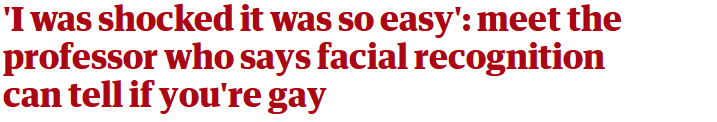 'I was shocked it was so easy': meet the
professor who says facial recognition
can tell if you're gay